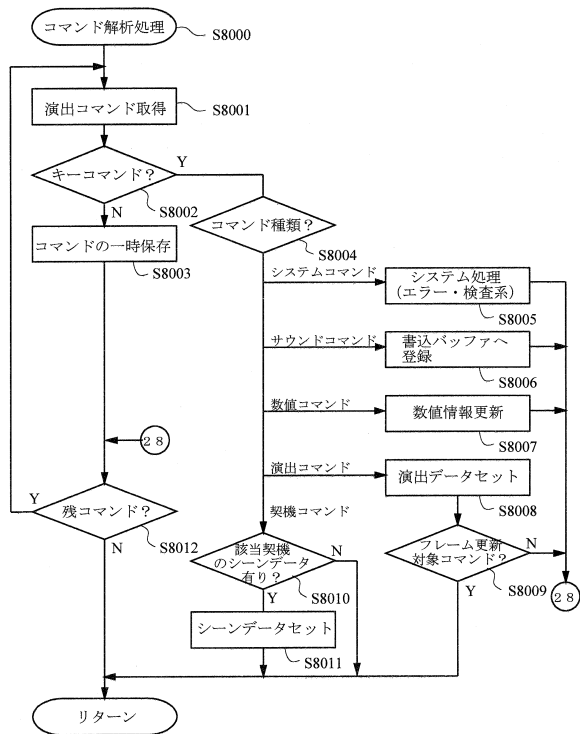 コマンド解析処理
S8000
演出コマンド取得
S8001
キーコマンド?
Y
N
S8002
コマンド種類?
S8004
コマンドの一時保存
S8003
システムコマンド
システム処理
(エラー・検査系)
S8005
サウンドコマンド
書込バッファへ
登録
S8006
数値コマンド
数値情報更新
S8007
28
演出コマンド
演出データセット
S8008
契機コマンド
Y
残コマンド?
S8012
N
該当契機
のシーンデータ
有り?
N
Y
S8010
フレーム更新
対象コマンド?
N
Y
S8009
28
シーンデータセット
S8011
リターン